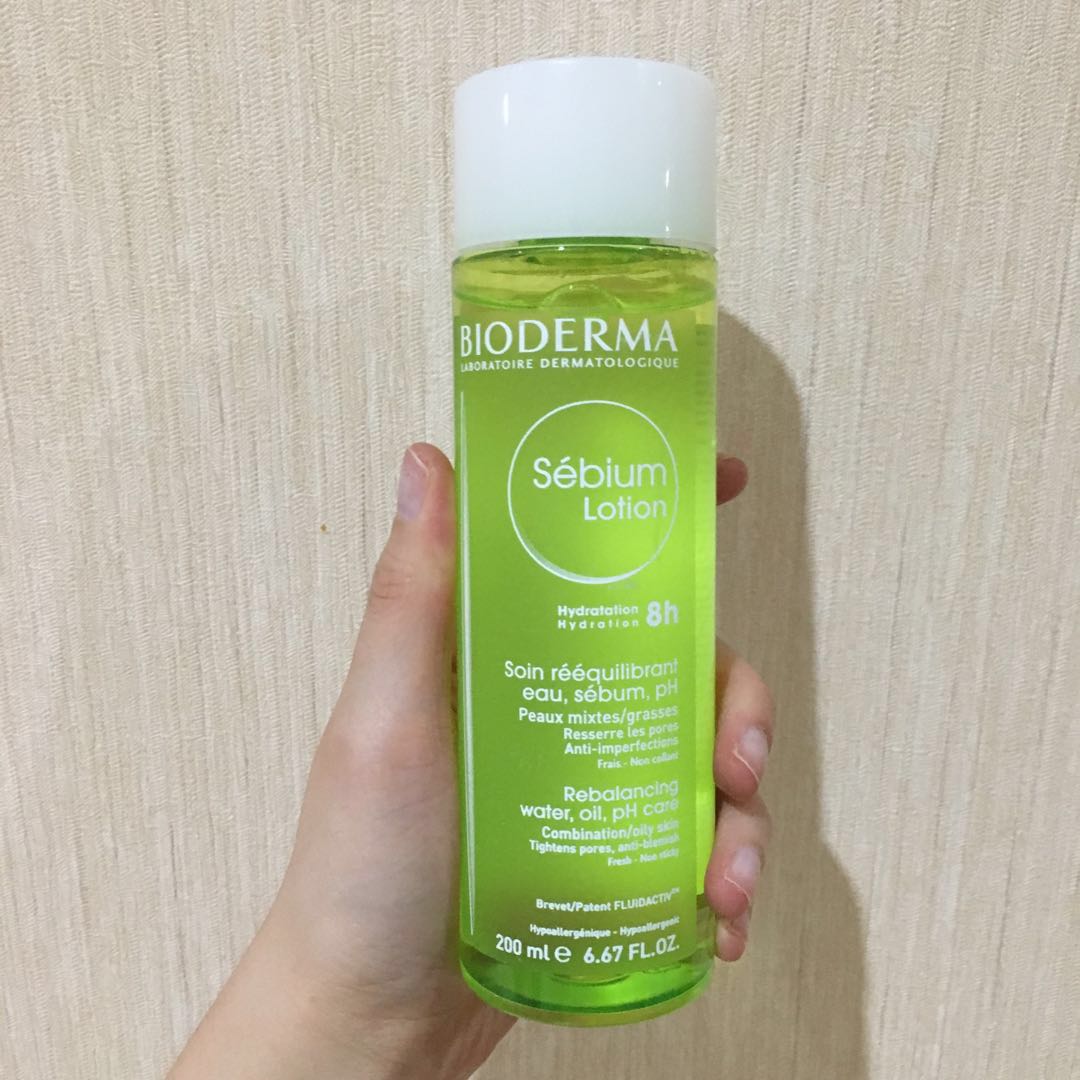 BIODERMA
LABORATOIRE DERMATOLOGIQUE
Sébium
Lotion
Hydratation
Hydration 8h
Soin rééquilibrant
eau, sébum, pH
Peaux mixtes/grasses
Resserre les pores
Anti-imperfections
Frais - Non collant
Rebalancing
water, oil, pH care
Combination/oily skin
Tightens pores, anti-blemish
Fresh - Non sticky
Brevet/Patent FLUIDACTIV™
Hypoallergénique - Hypoallergenic
200 ml e 6.67 FL.OZ.